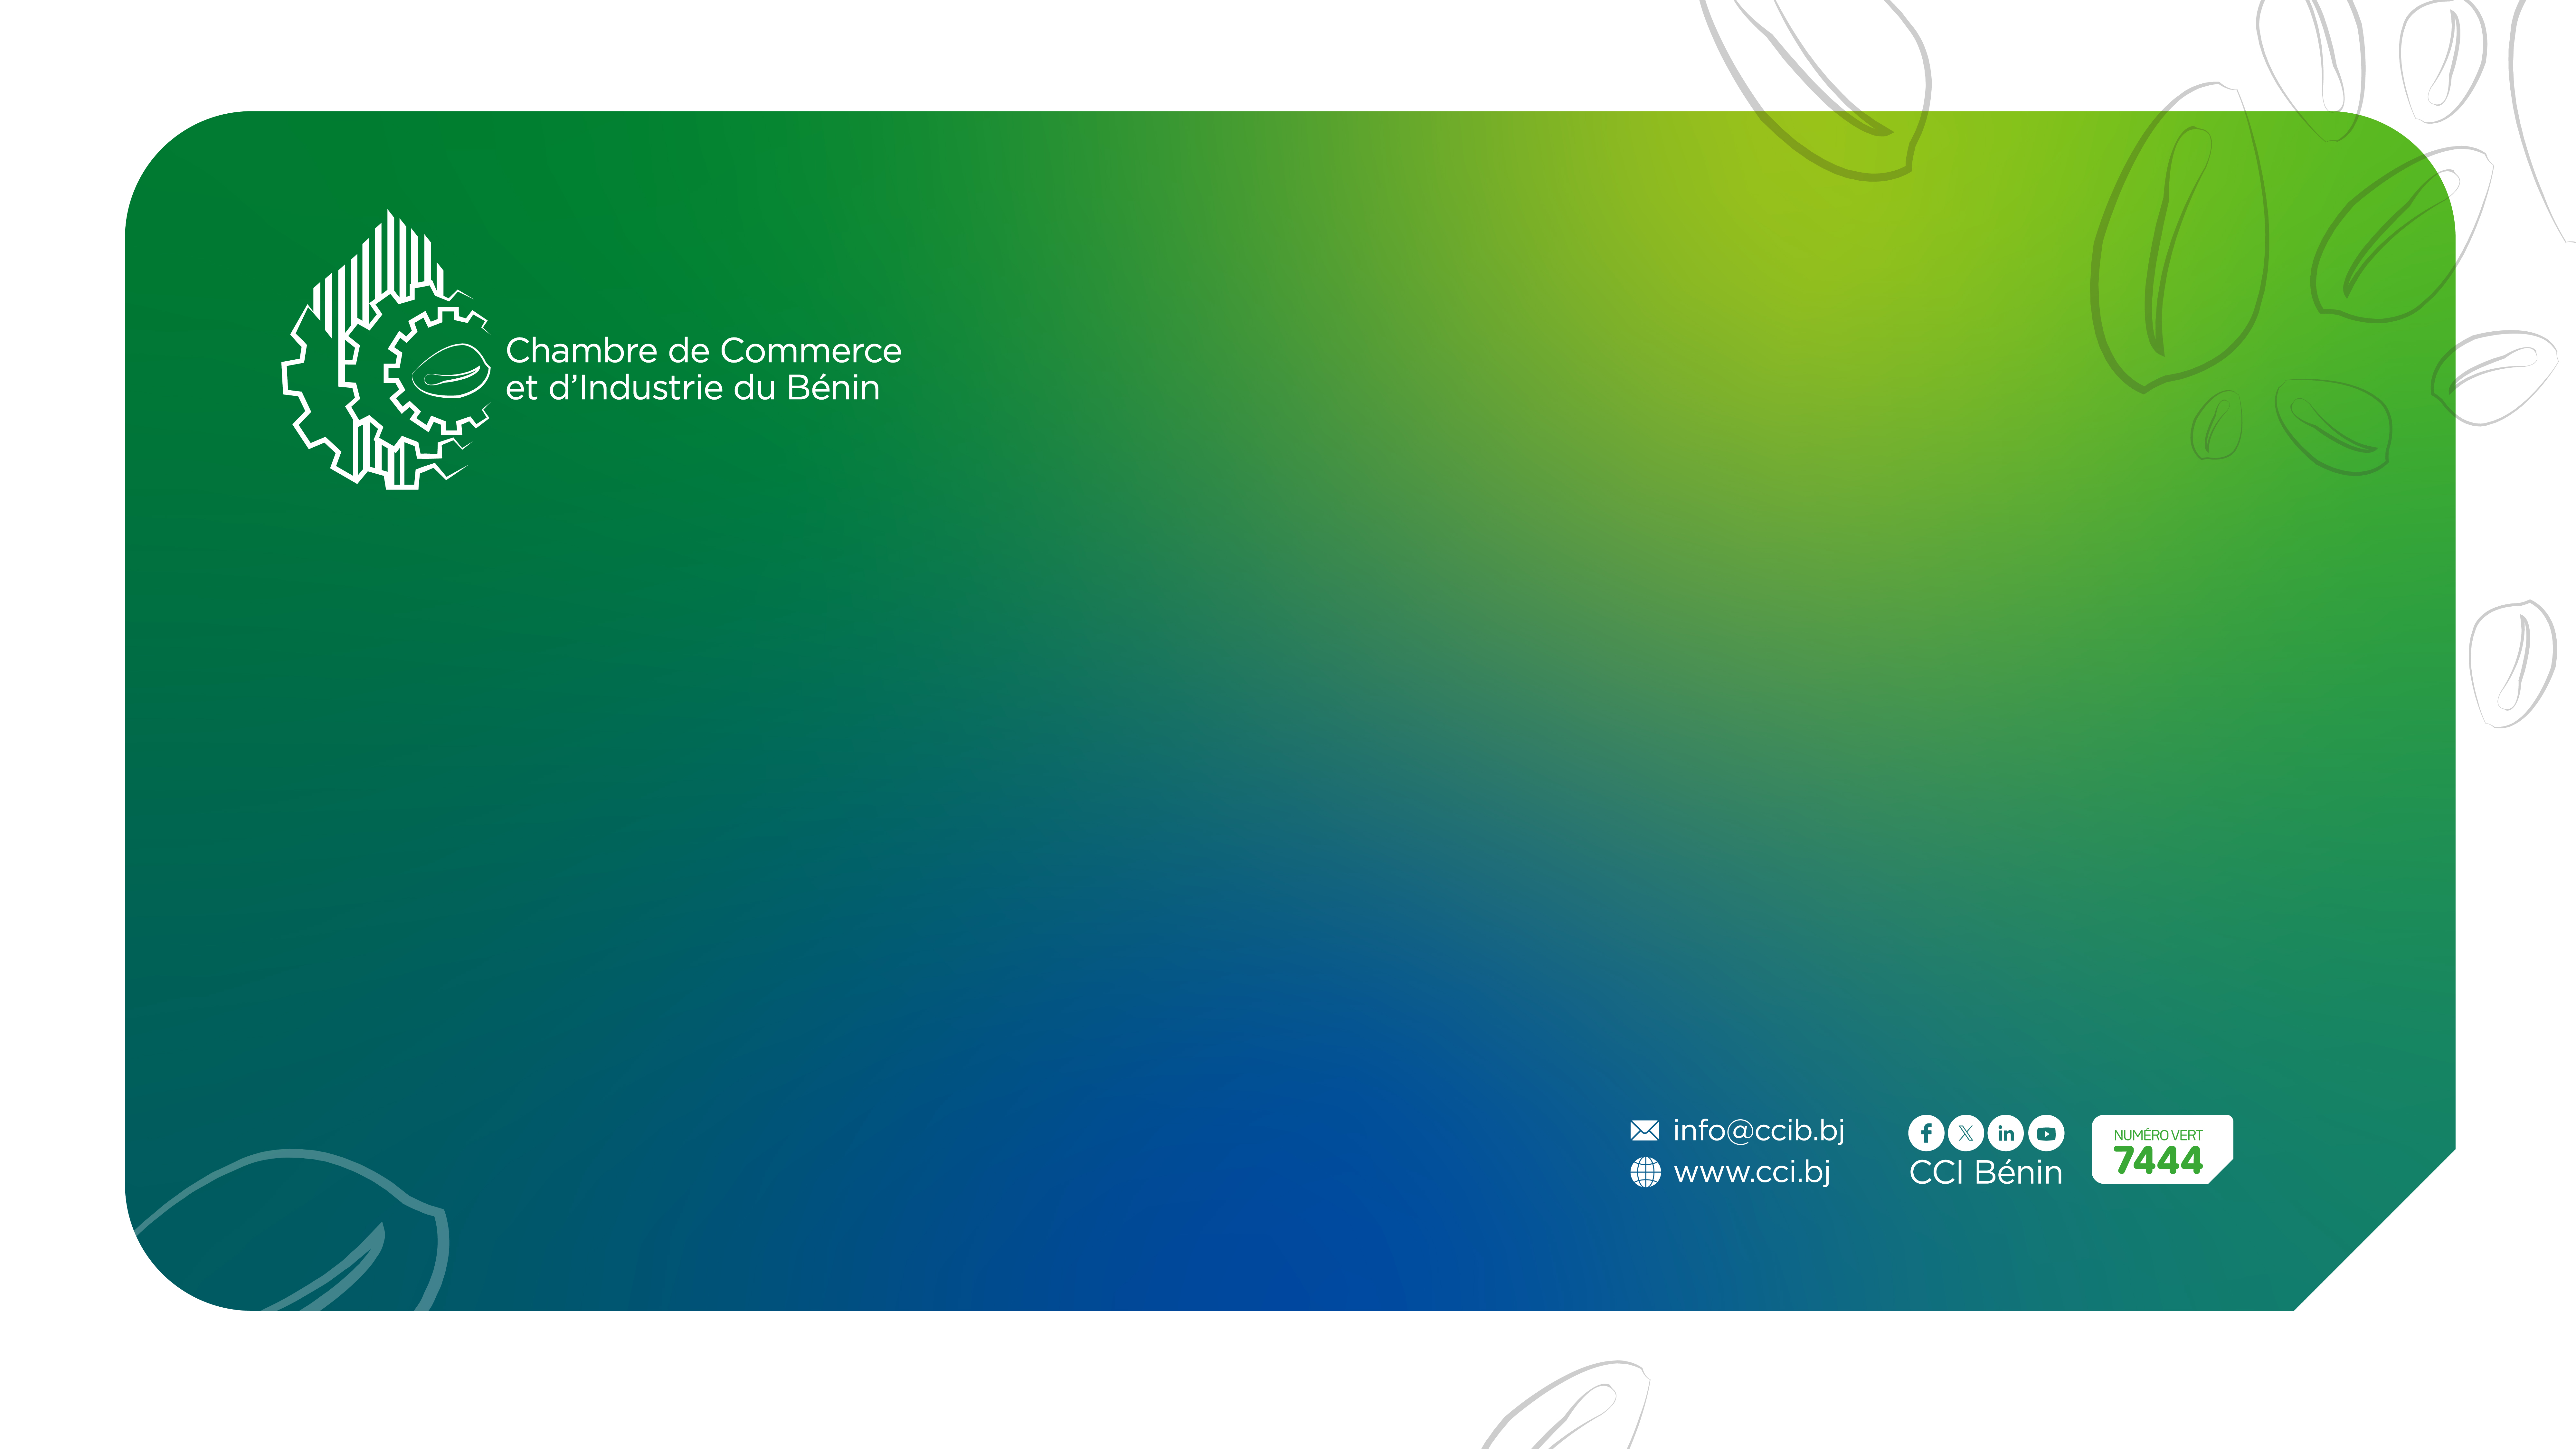 Chambre de Commerce
et d’Industrie du Bénin
info@ccib.bj
www.cci.bj
CCI Bénin
NUMÉRO VERT
7444